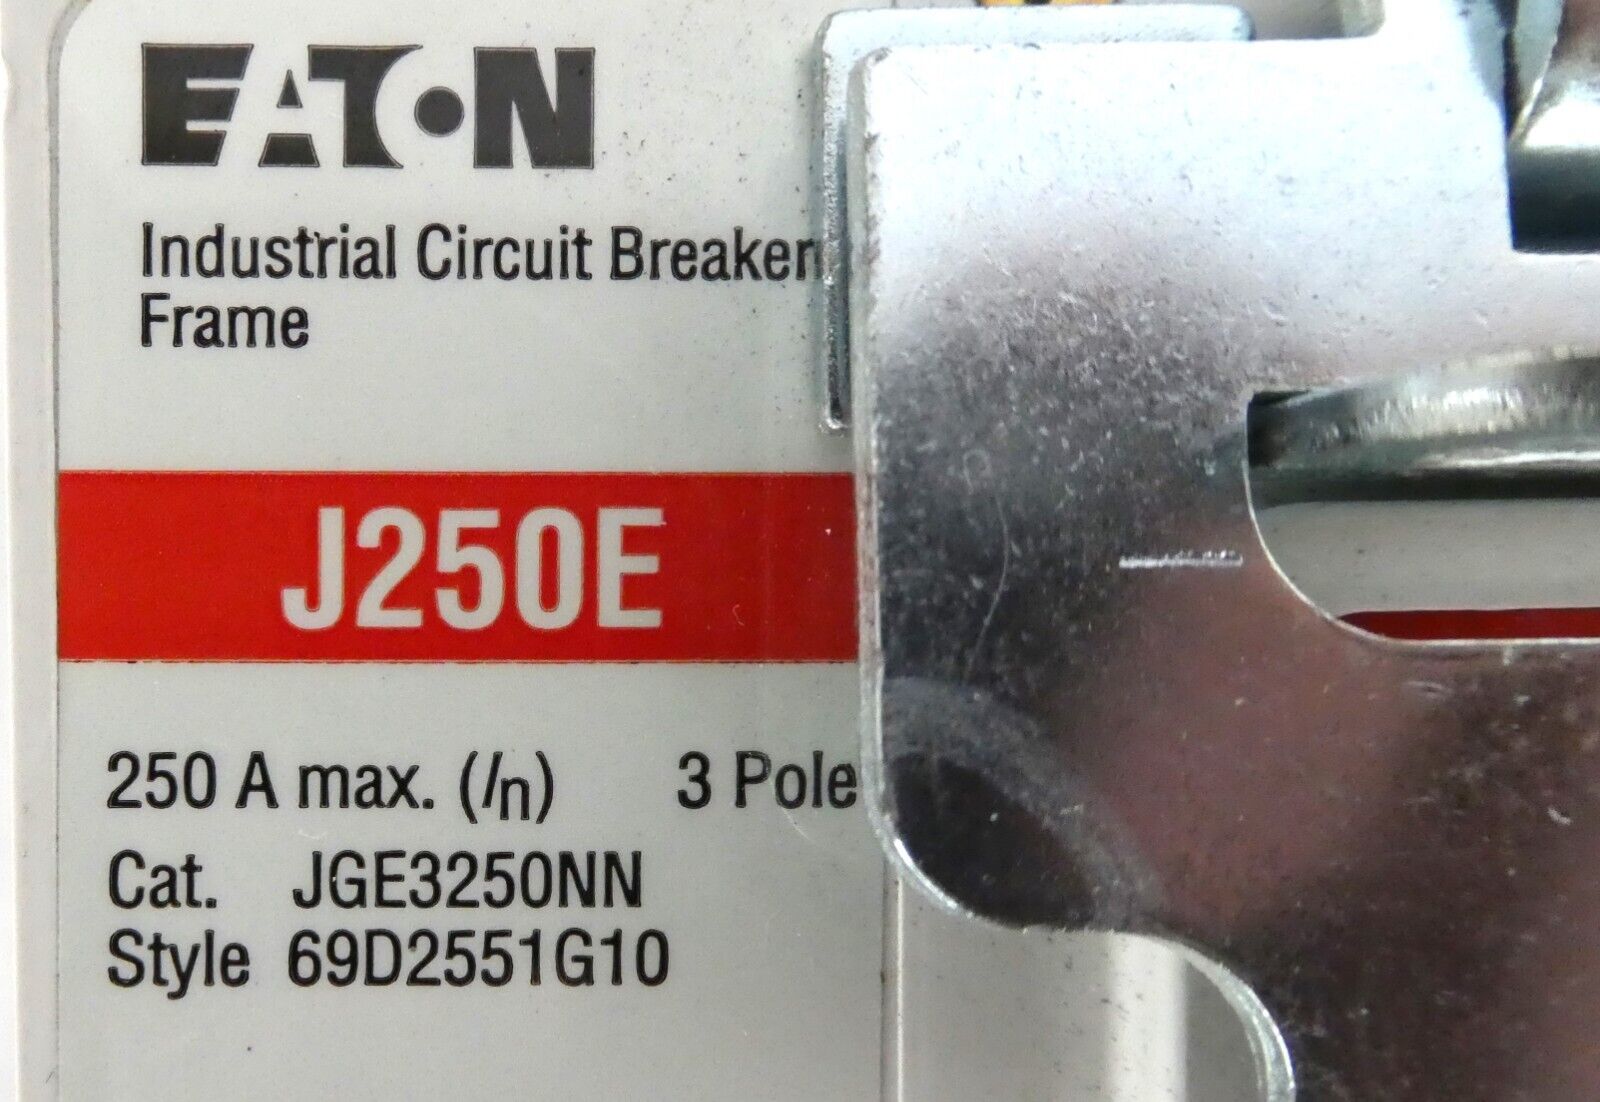 EATON
Industrial Circuit Breaker
Frame
J250E
250 A max. (In) 3 Pole
Cat. JGE3250NN
Style 69D2551G10